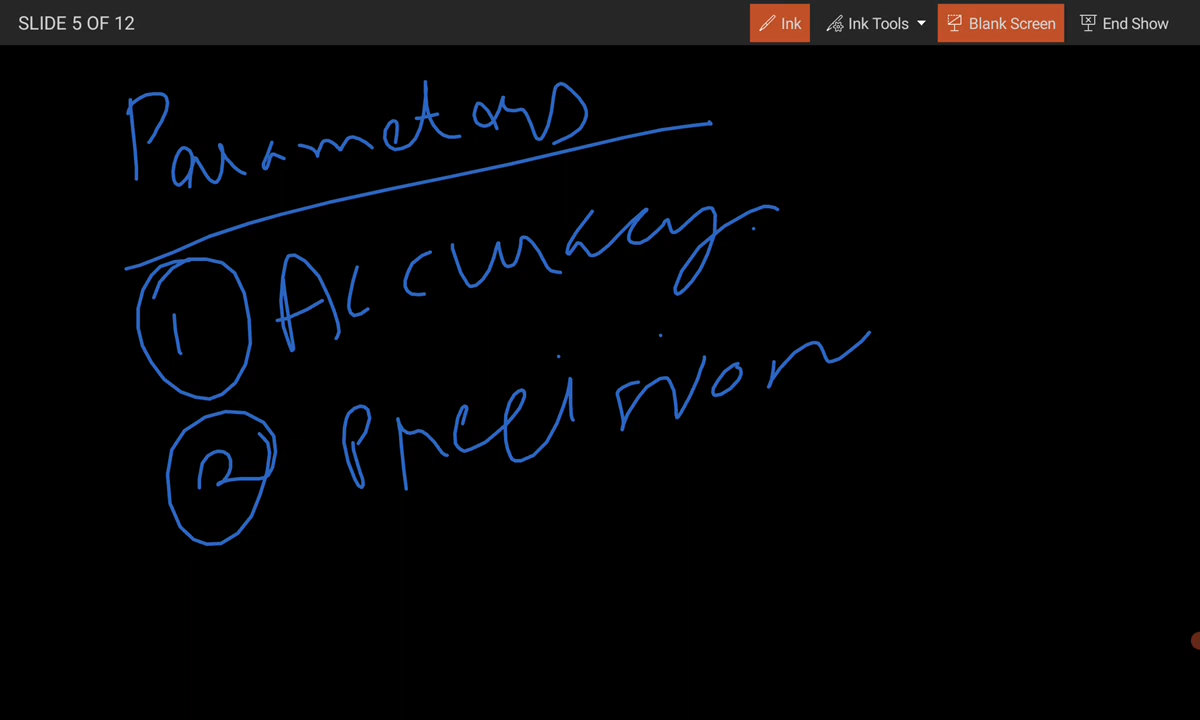 SLIDE 5 OF 12 Ink Ink Tools Blank Screen End Show
Parameters
1 Accuracy.
2 Precision